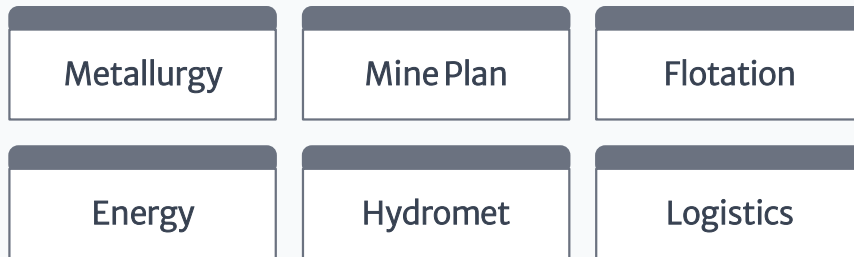 Metallurgy
Mine Plan
Flotation
Energy
Hydromet
Logistics